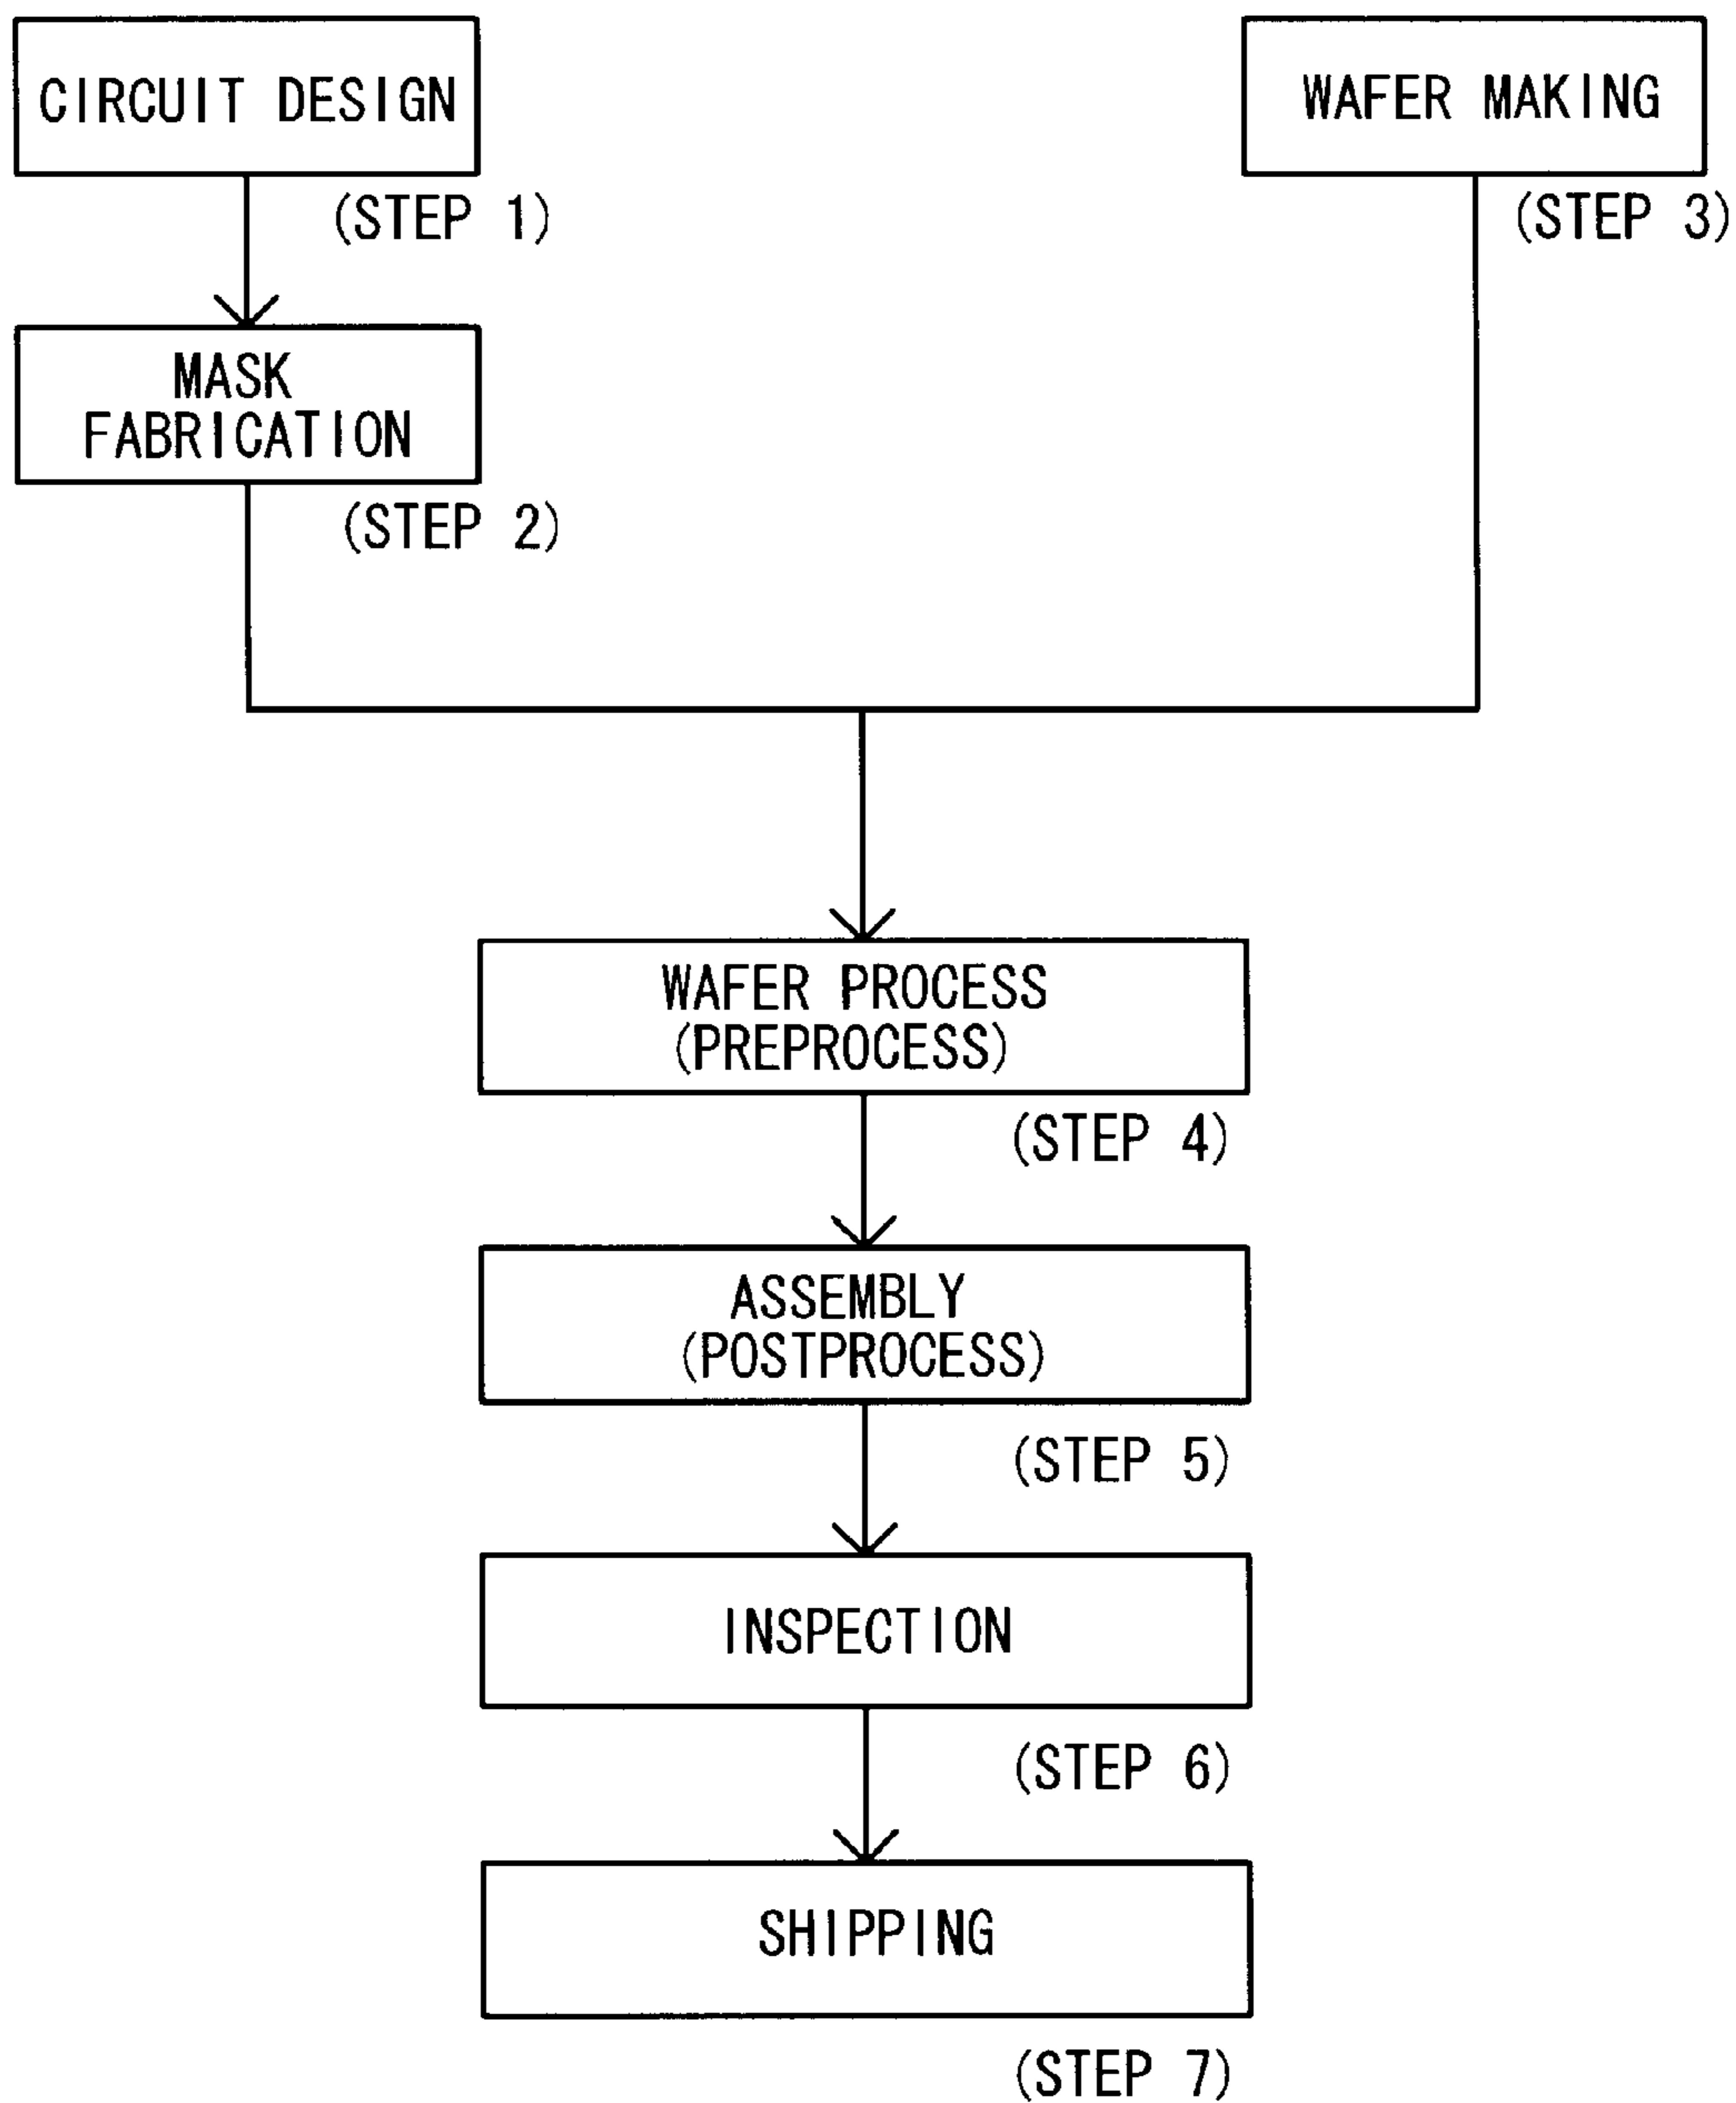 CIRCUIT DESIGN
(STEP 1)
MASK
FABRICATION
(STEP 2)
WAFER MAKING
(STEP 3)
WAFER PROCESS
(PREPROCESS)
(STEP 4)
ASSEMBLY
(POSTPROCESS)
(STEP 5)
INSPECTION
(STEP 6)
SHIPPING
(STEP 7)